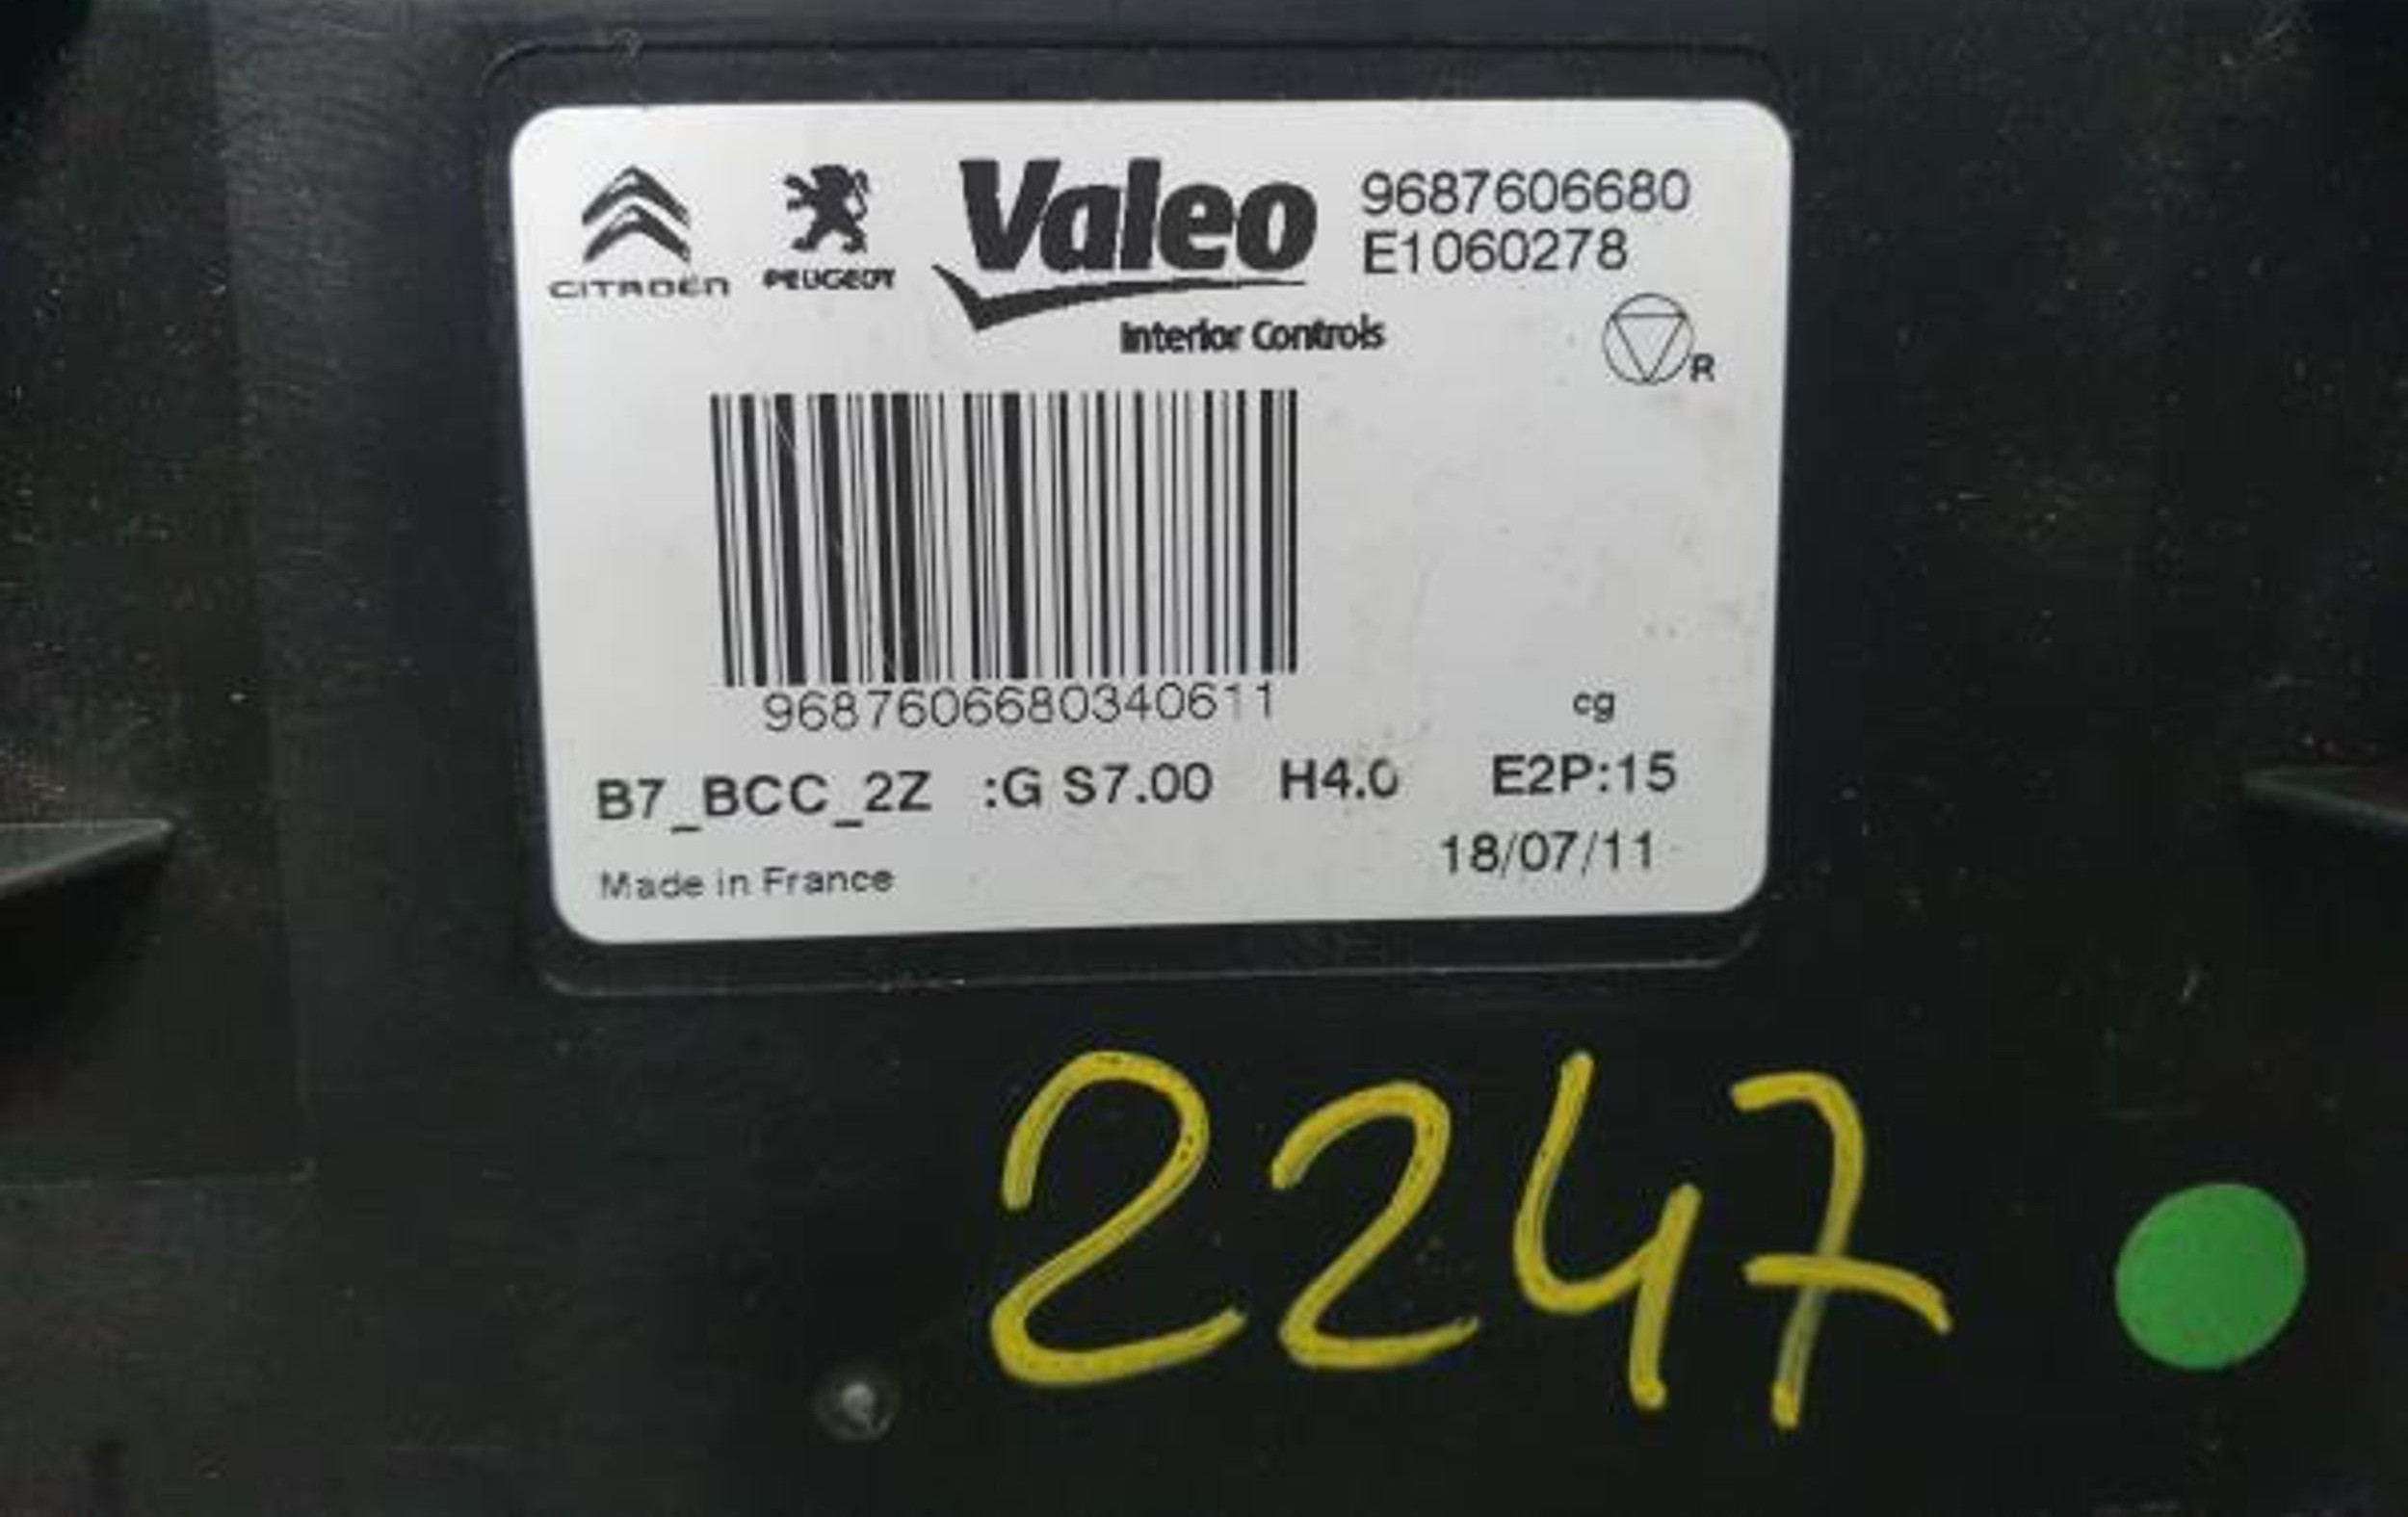 CITROËN PEUGEOT Valeo 9687606680
E1060278
Interior Controls
R
9687606680340611
cg
B7_BCC_2Z :G S7.00 H4.0 E2P:15
18/07/11
Made in France
2247